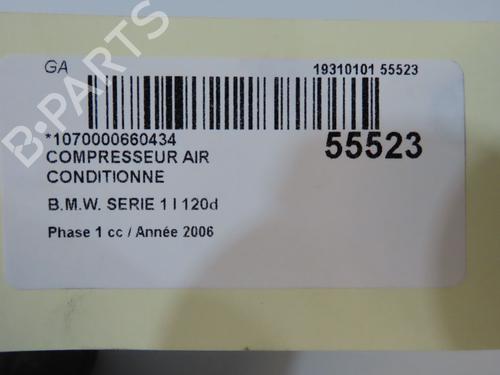 GA
19310101 55523
*1070000660434
55523
COMPRESSEUR AIR
CONDITIONNE
B.M.W. SERIE 1 I 120d
Phase 1 cc / Année 2006
B-PARTS